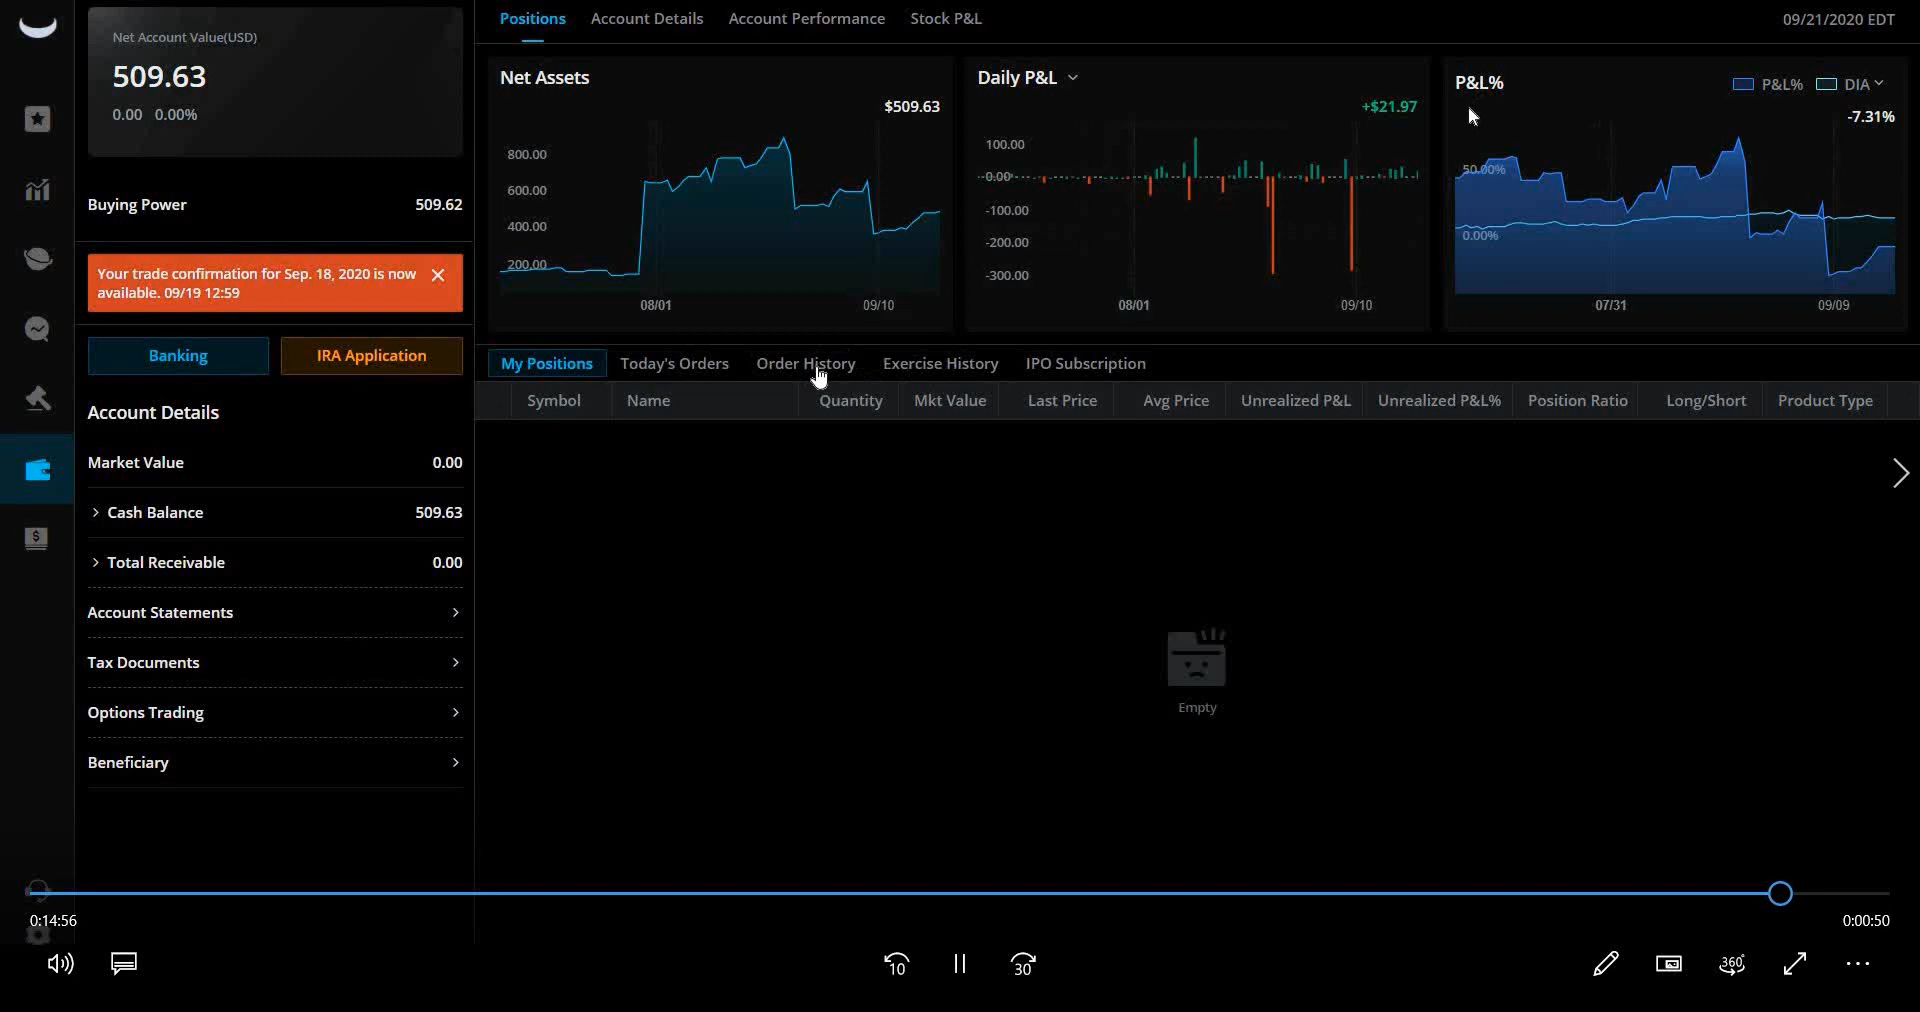 Net Account Value(USD)
509.63
0.00 0.00%
Buying Power 509.62
Your trade confirmation for Sep. 18, 2020 is now
available. 09/19 12:59
Banking IRA Application
Account Details
Market Value 0.00
Cash Balance 509.63
Total Receivable 0.00
Account Statements
Tax Documents
Options Trading
Beneficiary
Positions Account Details Account Performance Stock P&L 09/21/2020 EDT
Net Assets
$509.63
800.00
600.00
400.00
200.00
08/01 09/10
Daily P&L
+$21.97
100.00
-0.00
-100.00
-200.00
-300.00
08/01 09/10
P&L% P&L% DIA
-7.31%
50.00%
0.00%
07/31 09/09
My Positions Today's Orders Order History Exercise History IPO Subscription
Symbol Name Quantity Mkt Value Last Price Avg Price Unrealized P&L Unrealized P&L% Position Ratio Long/Short Product Type
Empty
0:14:56 0:00:50
10 30 360°